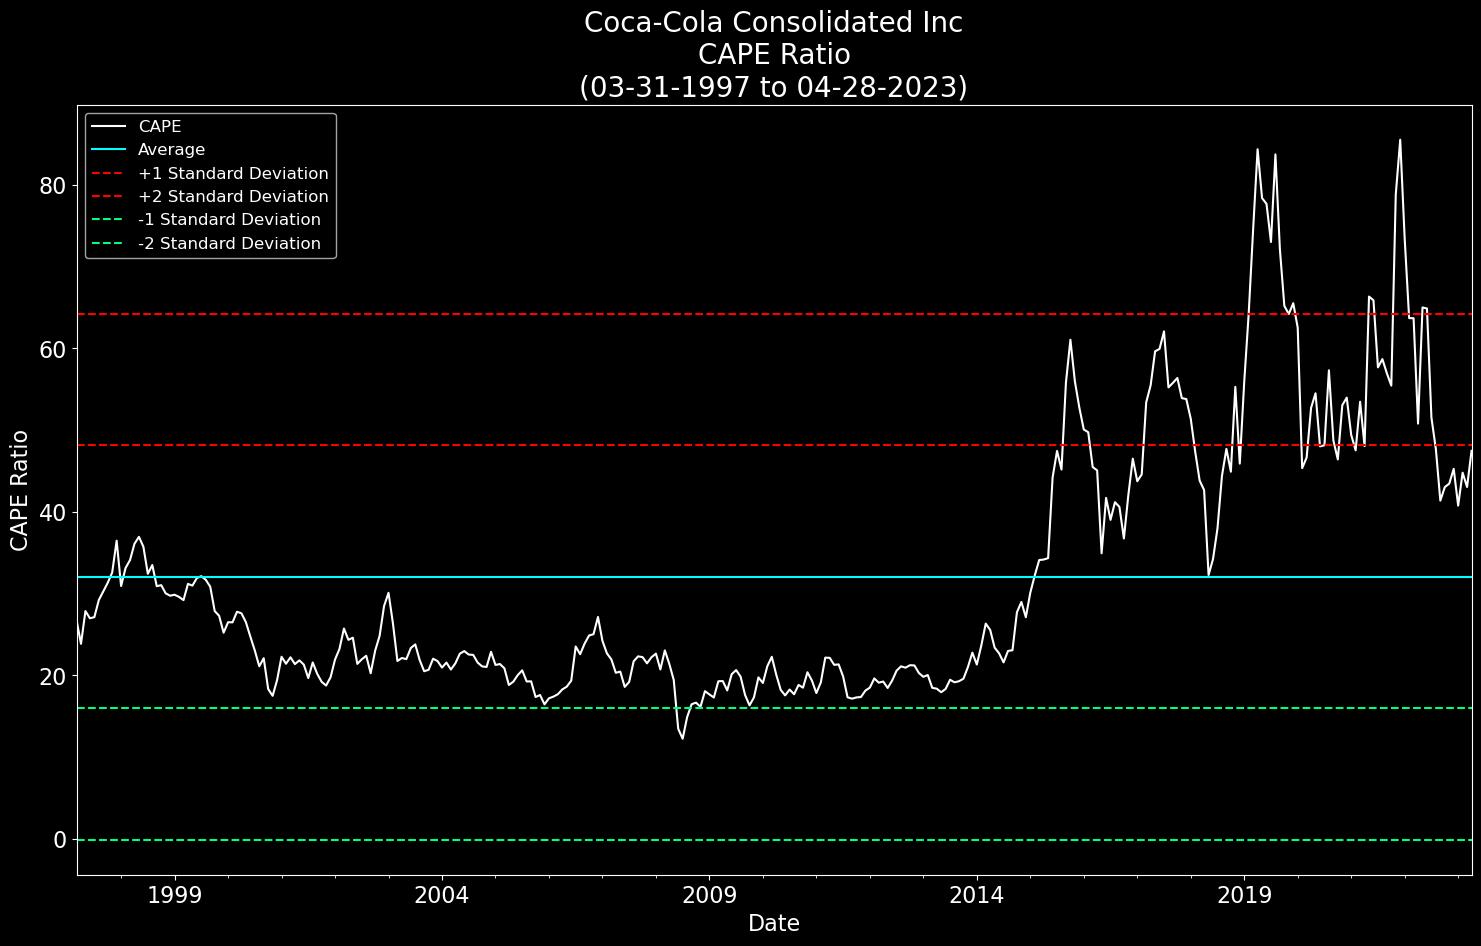 Coca-Cola Consolidated Inc
CAPE Ratio
(03-31-1997 to 04-28-2023)
CAPE
Average
+1 Standard Deviation
+2 Standard Deviation
-1 Standard Deviation
-2 Standard Deviation
80
60
40
20
0
CAPE Ratio
1999 2004 2009 2014 2019
Date